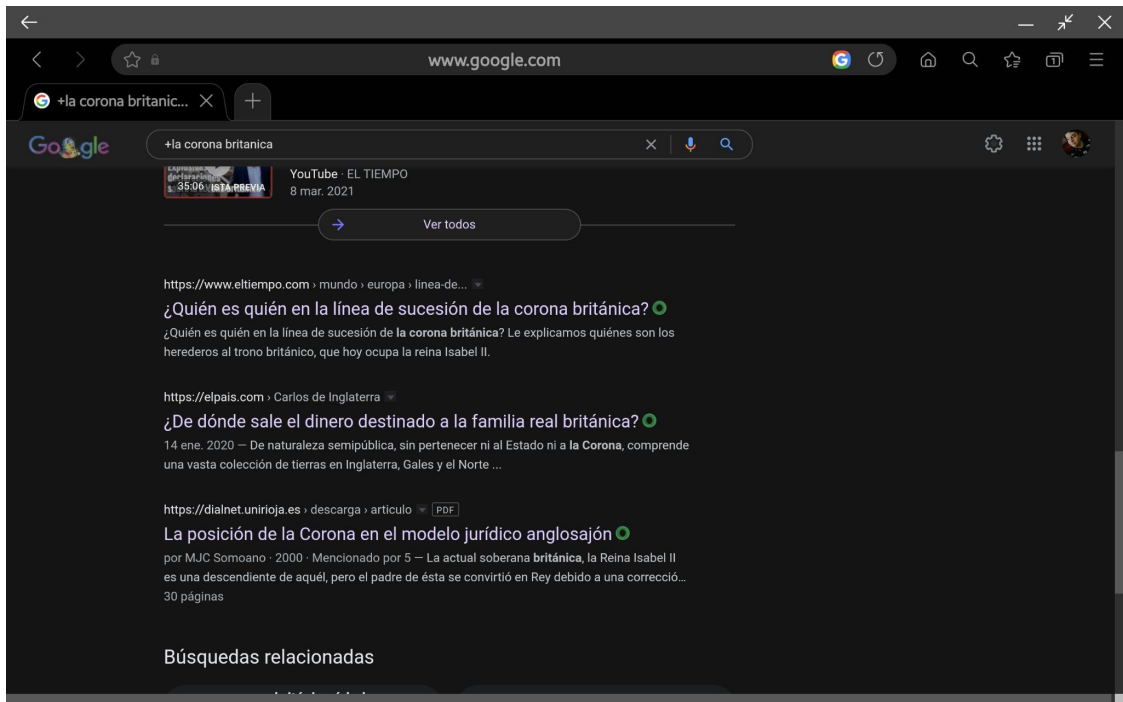 www.google.com
+la corona britanic...
Google
+la corona britanica
35:06
YouTube · EL TIEMPO
8 mar. 2021
Ver todos
https://www.eltiempo.com › mundo › europa › linea-de...
¿Quién es quién en la línea de sucesión de la corona británica?
¿Quién es quién en la línea de sucesión de la corona británica? Le explicamos quiénes son los
herederos al trono británico, que hoy ocupa la reina Isabel II.
https://elpais.com › Carlos de Inglaterra
¿De dónde sale el dinero destinado a la familia real británica?
14 ene. 2020 — De naturaleza semipública, sin pertenecer ni al Estado ni a la Corona, comprende
una vasta colección de tierras en Inglaterra, Gales y el Norte ...
https://dialnet.unirioja.es › descarga › articulo PDF
La posición de la Corona en el modelo jurídico anglosajón
por MJC Somoano · 2000 · Mencionado por 5 — La actual soberana británica, la Reina Isabel II
es una descendiente de aquél, pero el padre de ésta se convirtió en Rey debido a una correcció...
30 páginas
Búsquedas relacionadas